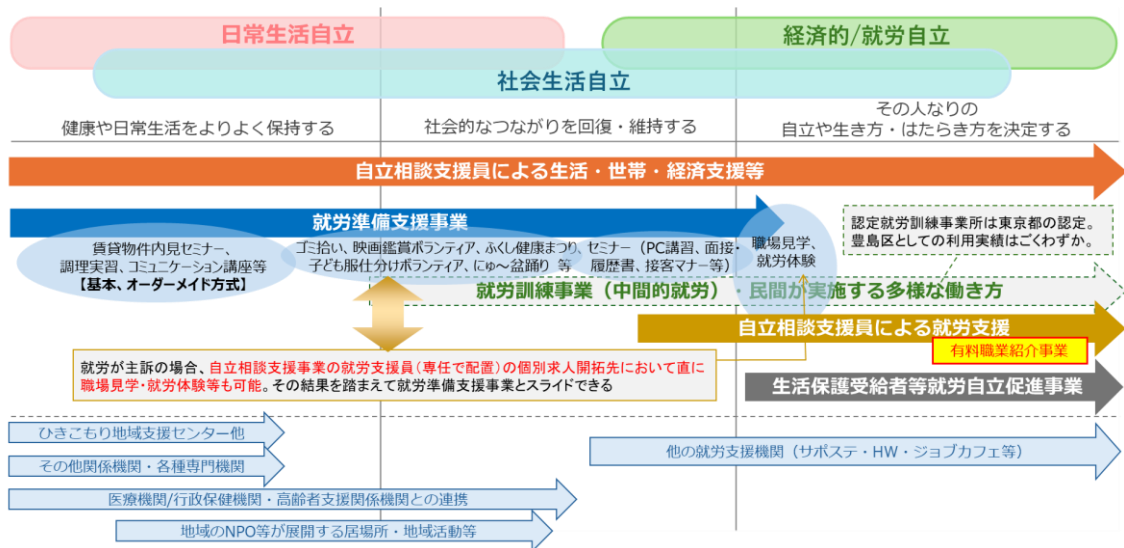 日常生活自立
経済的/就労自立
社会生活自立
健康や日常生活をよりよく保持する
社会的なつながりを回復・維持する
その人なりの
自立や生き方・はたらき方を決定する
自立相談支援員による生活・世帯・経済支援等
就労準備支援事業
賃貸物件内見セミナー、
調理実習、コミュニケーション講座等
【基本、オーダーメイド方式】
ゴミ拾い、映画鑑賞ボランティア、ふくし健康まつり、
子ども服仕分けボランティア、にゅ～盆踊り 等
セミナー（PC講習、面接・
履歴書、接客マナー等）
職場見学、
就労体験
認定就労訓練事業所は東京都の認定。
豊島区としての利用実績はごくわずか。
就労訓練事業（中間的就労）・民間が実施する多様な働き方
自立相談支援員による就労支援
有料職業紹介事業
就労が主訴の場合、自立相談支援事業の就労支援員（専任で配置）の個別求人開拓先において直に
職場見学・就労体験等も可能。その結果を踏まえて就労準備支援事業とスライドできる
生活保護受給者等就労自立促進事業
ひきこもり地域支援センター他
他の就労支援機関（サポステ・HW・ジョブカフェ等）
その他関係機関・各種専門機関
医療機関/行政保健機関・高齢者支援関係機関との連携
地域のNPO等が展開する居場所・地域活動等